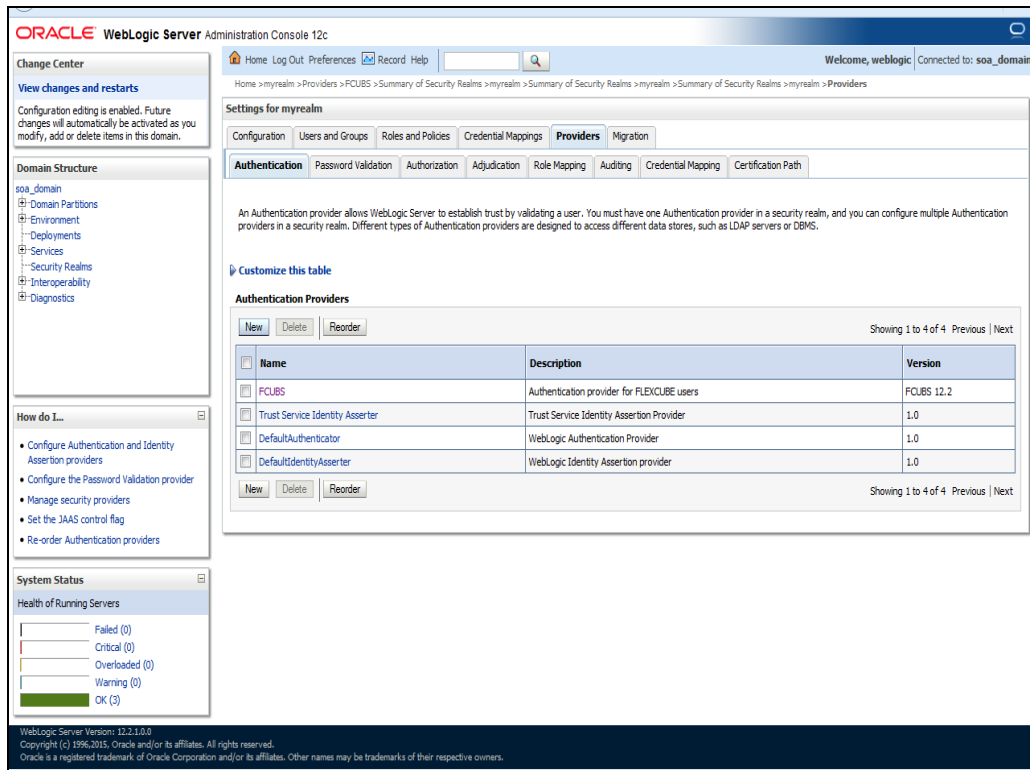 ORACLE WebLogic Server Administration Console 12c
Change Center
View changes and restarts
Configuration editing is enabled. Future
changes will automatically be activated as you
modify, add or delete items in this domain.
Domain Structure
soa_domain
Domain Partitions
Environment
Deployments
Services
Security Realms
Interoperability
Diagnostics
How do I...
Configure Authentication and Identity
Assertion providers
Configure the Password Validation provider
Manage security providers
Set the JAAS control flag
Re-order Authentication providers
System Status
Health of Running Servers
Failed (0)
Critical (0)
Overloaded (0)
Warning (0)
OK (3)
Home Log Out Preferences Record Help
Welcome, weblogic Connected to: soa_domain
Home >myrealm >Providers >FCUBS >Summary of Security Realms >myrealm >Summary of Security Realms >myrealm >Summary of Security Realms >myrealm >Providers
Settings for myrealm
Configuration Users and Groups Roles and Policies Credential Mappings Providers Migration
Authentication Password Validation Authorization Adjudication Role Mapping Auditing Credential Mapping Certification Path
An Authentication provider allows WebLogic Server to establish trust by validating a user. You must have one Authentication provider in a security realm, and you can configure multiple Authentication
providers in a security realm. Different types of Authentication providers are designed to access different data stores, such as LDAP servers or DBMS.
Customize this table
Authentication Providers
New Delete Reorder Showing 1 to 4 of 4 Previous | Next
Name Description Version
FCUBS Authentication provider for FLEXCUBE users FCUBS 12.2
Trust Service Identity Asserter Trust Service Identity Assertion Provider 1.0
DefaultAuthenticator WebLogic Authentication Provider 1.0
DefaultIdentityAsserter WebLogic Identity Assertion provider 1.0
New Delete Reorder Showing 1 to 4 of 4 Previous | Next
WebLogic Server Version: 12.2.1.0.0
Copyright (c) 1996,2015, Oracle and/or its affiliates. All rights reserved.
Oracle is a registered trademark of Oracle Corporation and/or its affiliates. Other names may be trademarks of their respective owners.